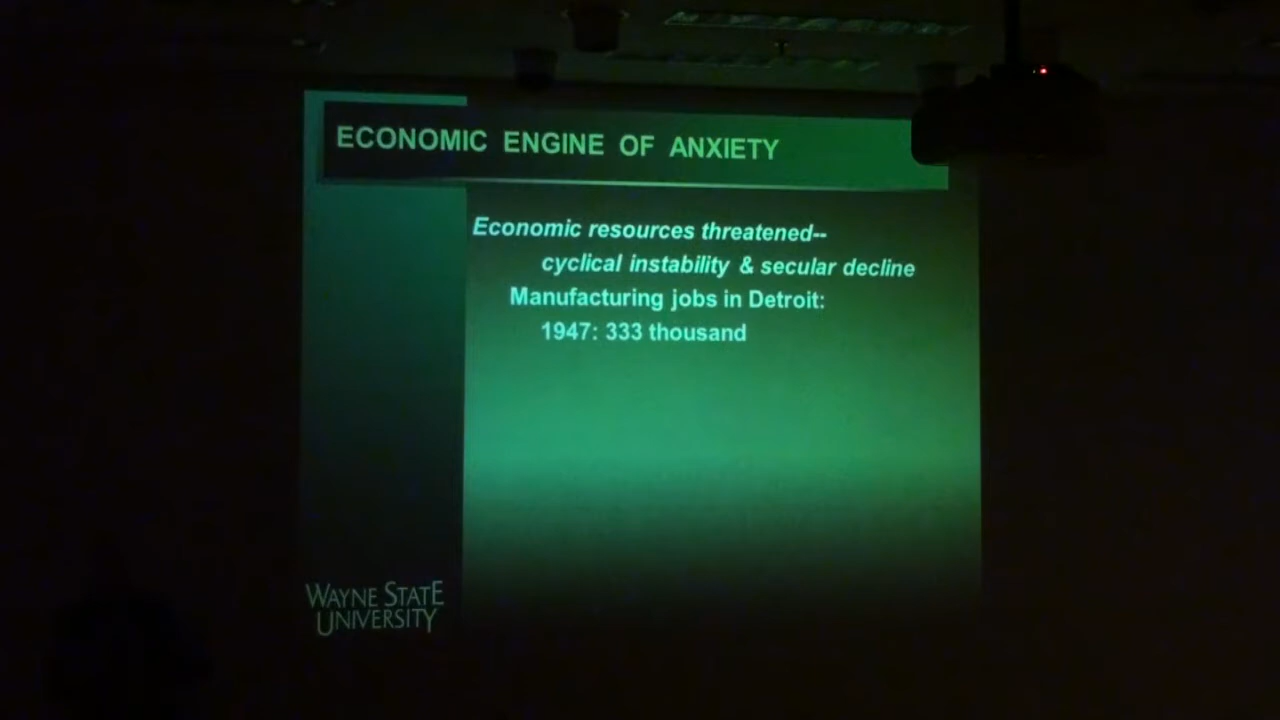 ECONOMIC ENGINE OF ANXIETY
Economic resources threatened--
cyclical instability & secular decline
Manufacturing jobs in Detroit:
1947: 333 thousand
WAYNE STATE
UNIVERSITY